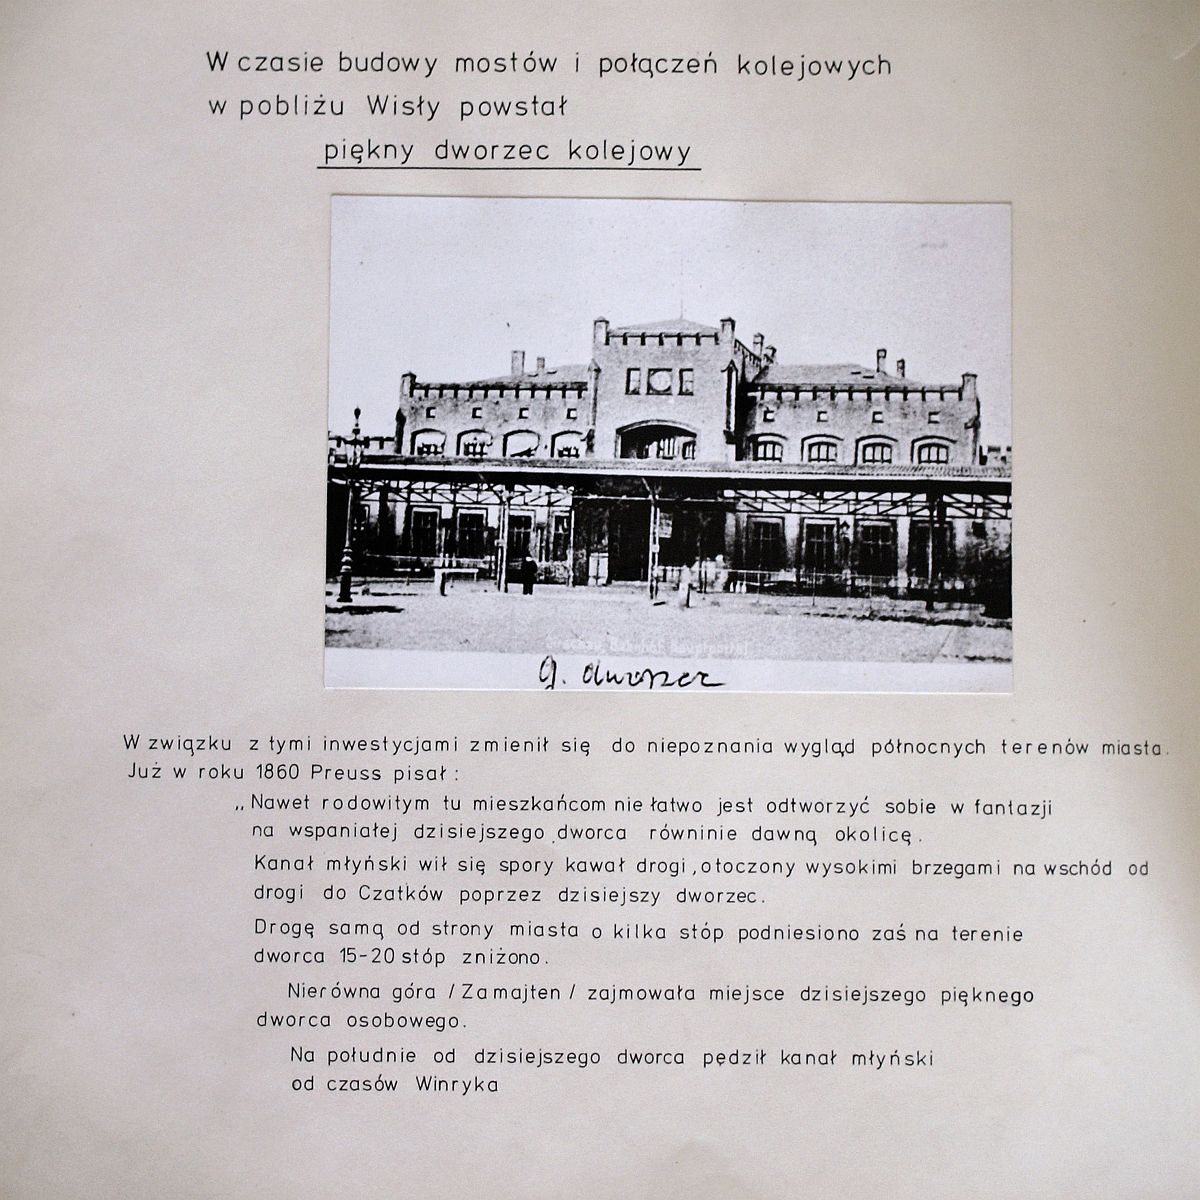 W czasie budowy mostów i połączeń kolejowych
w pobliżu Wisły powstał
piękny dworzec kolejowy
g. dworzec
W związku z tymi inwestycjami zmienił się do niepoznania wygląd północnych terenów miasta.
Już w roku 1860 Preuss pisał :
„Nawet rodowitym tu mieszkańcom nie łatwo jest odtworzyć sobie w fantazji
na wspaniałej dzisiejszego dworca równinie dawną okolicę.
Kanał młyński wił się spory kawał drogi, otoczony wysokimi brzegami na wschód od
drogi do Czatków poprzez dzisiejszy dworzec.
Drogę samą od strony miasta o kilka stóp podniesiono zaś na terenie
dworca 15-20 stóp zniżono.
Nierówna góra /Zamajten/ zajmowała miejsce dzisiejszego pięknego
dworca osobowego.
Na południe od dzisiejszego dworca pędził kanał młyński
od czasów Winryka